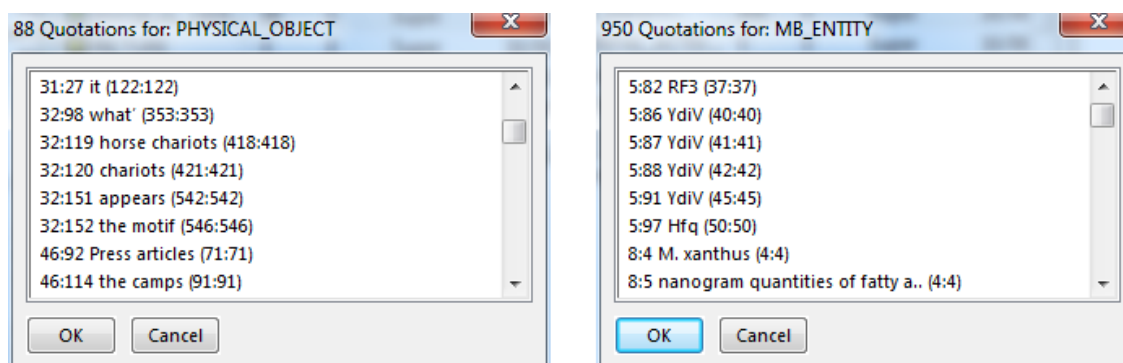 88 Quotations for: PHYSICAL_OBJECT
31:27 it (122:122)
32:98 what´ (353:353)
32:119 horse chariots (418:418)
32:120 chariots (421:421)
32:151 appears (542:542)
32:152 the motif (546:546)
46:92 Press articles (71:71)
46:114 the camps (91:91)
OK
Cancel
950 Quotations for: MB_ENTITY
5:82 RF3 (37:37)
5:86 YdiV (40:40)
5:87 YdiV (41:41)
5:88 YdiV (42:42)
5:91 YdiV (45:45)
5:97 Hfq (50:50)
8:4 M. xanthus (4:4)
8:5 nanogram quantities of fatty a.. (4:4)
OK
Cancel